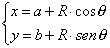 x = a + R · cos θ
y = b + R · sen θ